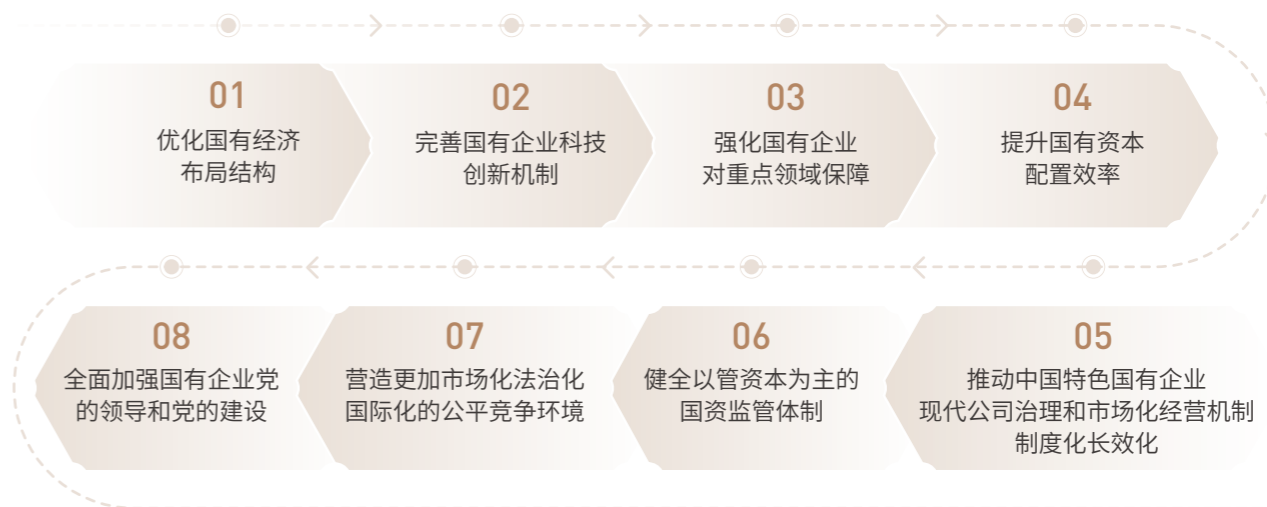 01
优化国有经济
布局结构
02
完善国有企业科技
创新机制
03
强化国有企业
对重点领域保障
04
提升国有资本
配置效率
05
推动中国特色国有企业
现代公司治理和市场化经营机制
制度化长效化
06
健全以管资本为主的
国资监管体制
07
营造更加市场化法治化
国际化的公平竞争环境
08
全面加强国有企业党
的领导和党的建设